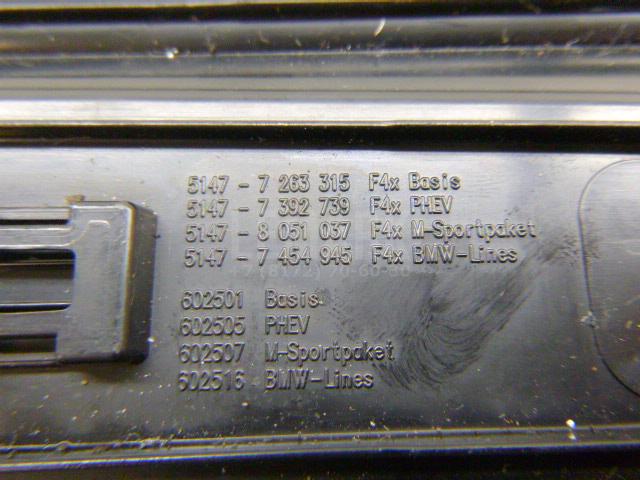 5147 - 7 263 315 F4x Basis
5147 - 7 392 739 F4x PHEV
5147 - 8 051 037 F4x M-Sportpaket
5147 - 7 454 945 F4x BMW-Lines
602501 Basis
602505 PHEV
602507 M-Sportpaket
602516 BMW-Lines